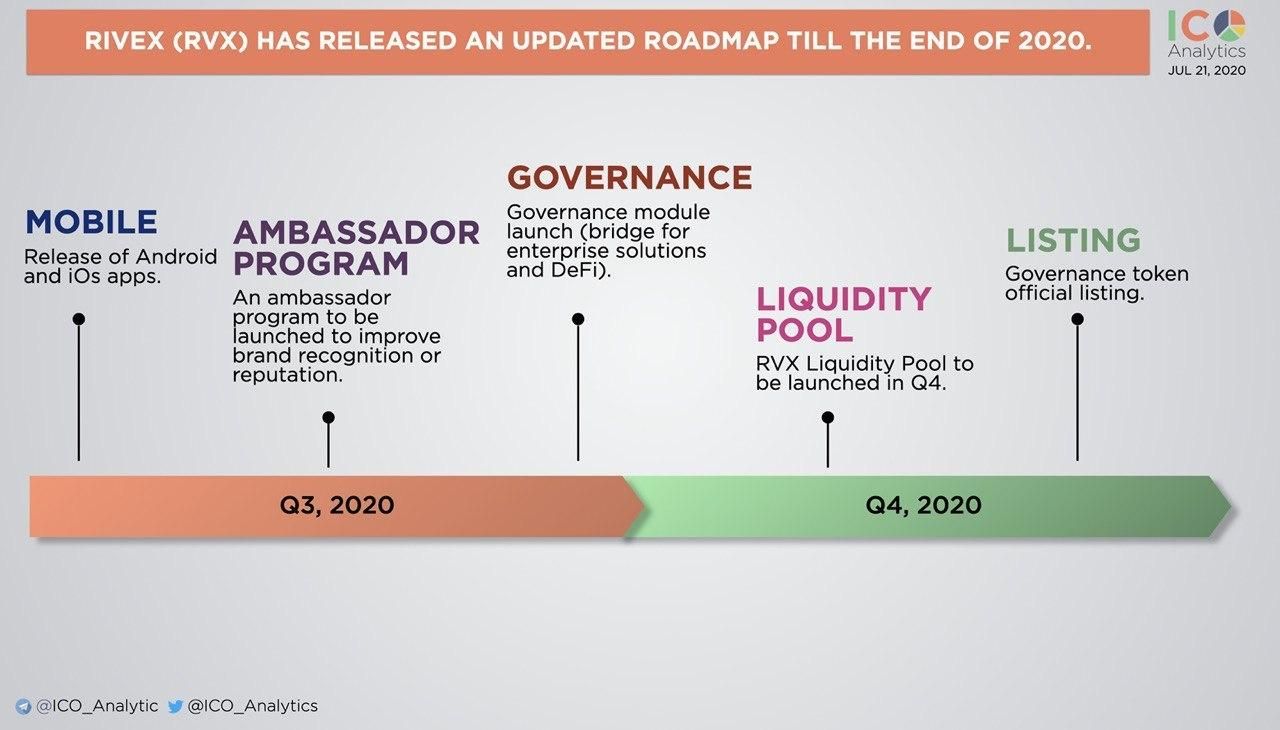 RIVEX (RVX) HAS RELEASED AN UPDATED ROADMAP TILL THE END OF 2020.
ICO
Analytics
JUL 21, 2020
MOBILE
Release of Android
and iOs apps.
AMBASSADOR
PROGRAM
An ambassador
program to be
launched to improve
brand recognition or
reputation.
GOVERNANCE
Governance module
launch (bridge for
enterprise solutions
and DeFi).
LIQUIDITY
POOL
RVX Liquidity Pool to
be launched in Q4.
LISTING
Governance token
official listing.
Q3, 2020
Q4, 2020
@ICO_Analytic
@ICO_Analytics